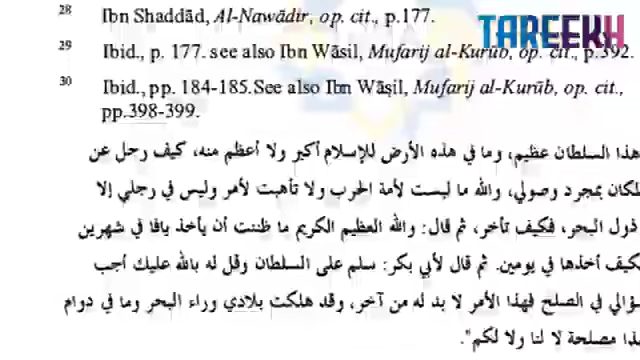 28 Ibn Shaddād, Al-Nawādir, op. cit., p.177.
TAREEKH
29 Ibid., p. 177. see also Ibn Wāsil, Mufarij al-Kurūb, op. cit., p.392.
30 Ibid., pp. 184-185.See also Ibn Wāṣil, Mufarij al-Kurūb, op. cit.,
pp.398-399.
هذا السلطان عظيم، وما في هذه الأرض للإسلام أكبر ولا أعظم منه، كيف رحل عن
لمكان بمجرد وصولي، والله ما لبست لأمة الحرب ولا تأهبت لأمر وليس في رجلي إلا
البحر، فكيف تأخر، ثم قال: والله العظيم الكريم ما ظننت أن يأخذ يافا في شهرين
كيف أخذها في يومين. ثم قال لأبي بكر: سلم على السلطان وقل له بالله عليك أجب
ؤالي في الصلح فهذا الأمر لا بد له من آخر، وقد هلكت بلادي وراء البحر وما في دوام
ذا مصلحة لا لنا ولا لكم".